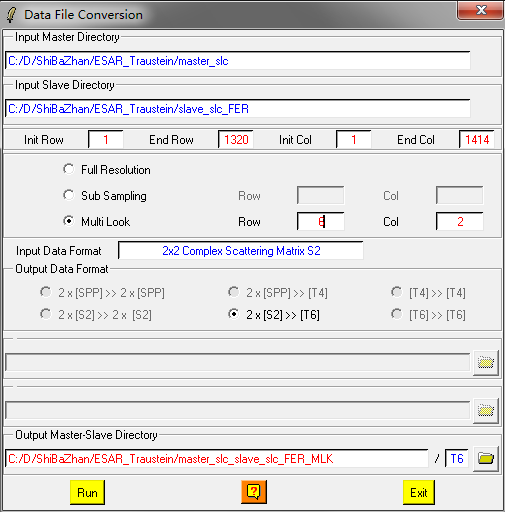 Data File Conversion
Input Master Directory
C:/D/ShiBaZhan/ESAR_Traustein/master_slc
Input Slave Directory
C:/D/ShiBaZhan/ESAR_Traustein/slave_slc_FER
Init Row 1 End Row 1320 Init Col 1 End Col 1414
Full Resolution
Sub Sampling Row Col
Multi Look Row 6 Col 2
Input Data Format 2x2 Complex Scattering Matrix S2
Output Data Format
2 x [SPP] >> 2 x [SPP] 2 x [SPP] >> [T4] [T4] >> [T4]
2 x [S2] >> 2 x [S2] 2 x [S2] >> [T6] [T6] >> [T6]
Output Master-Slave Directory
C:/D/ShiBaZhan/ESAR_Traustein/master_slc_slave_slc_FER_MLK / T6
Run ? Exit